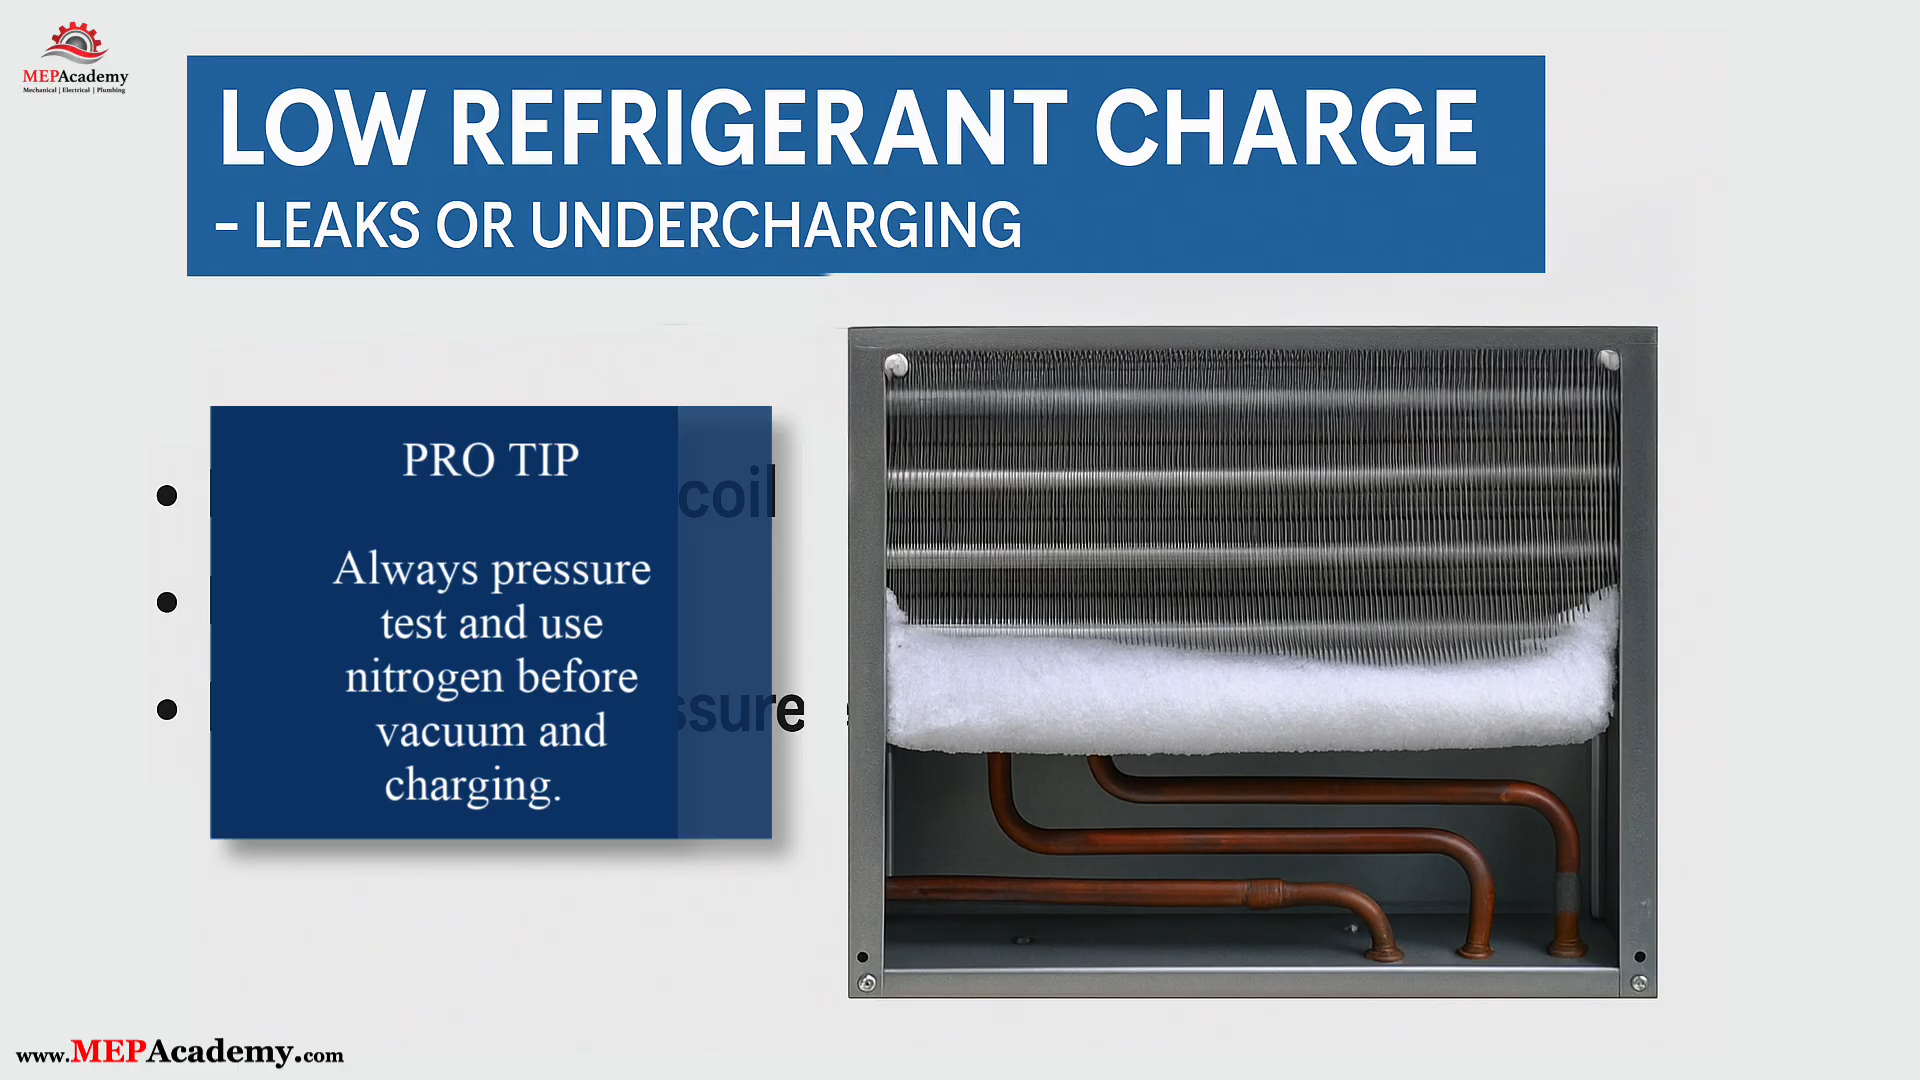 MEPAcademy
Mechanical | Electrical | Plumbing
LOW REFRIGERANT CHARGE
- LEAKS OR UNDERCHARGING
PRO TIP
Always pressure
test and use
nitrogen before
vacuum and
charging.
• coil
•
•
www.MEPAcademy.com